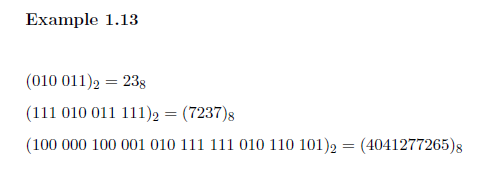 Example 1.13
(010 011)₂ = 23₈
(111 010 011 111)₂ = (7237)₈
(100 000 100 001 010 111 111 010 110 101)₂ = (4041277265)₈